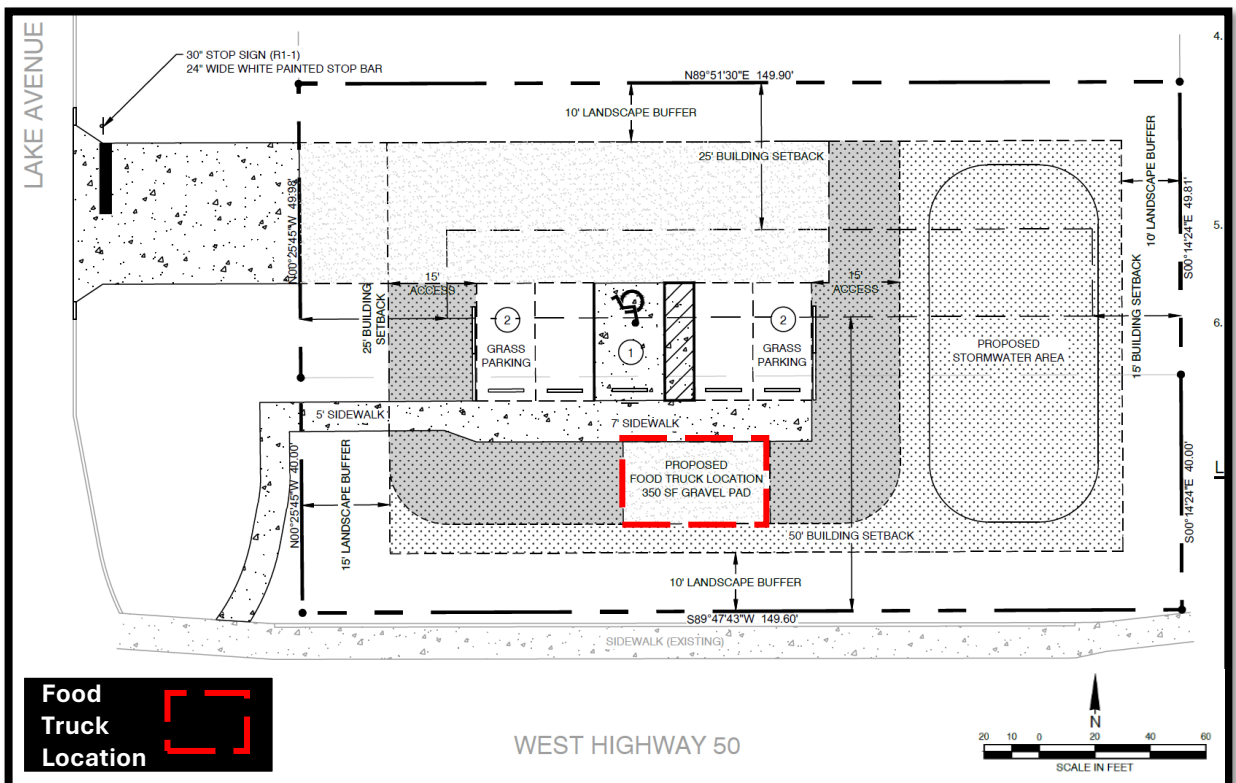 LAKE AVENUE
30" STOP SIGN (R1-1)
24" WIDE WHITE PAINTED STOP BAR
N89°51'30"E 149.90'
4.
10' LANDSCAPE BUFFER
25' BUILDING SETBACK
10' LANDSCAPE BUFFER
N00°25'45"W 49.98'
S00°14'24"E 49.81'
5.
15'
ACCESS
15'
ACCESS
25' BUILDING
SETBACK
2
GRASS
PARKING
1
2
GRASS
PARKING
PROPOSED
STORMWATER AREA
15' BUILDING SETBACK
6.
5' SIDEWALK
7' SIDEWALK
N00°25'45"W 40.00'
15' LANDSCAPE BUFFER
PROPOSED
FOOD TRUCK LOCATION
350 SF GRAVEL PAD
S00°14'24"E 40.00'
L
50' BUILDING SETBACK
10' LANDSCAPE BUFFER
S89°47'43"W 149.60'
SIDEWALK (EXISTING)
Food
Truck
Location
WEST HIGHWAY 50
N
20 10 0 20 40 60
SCALE IN FEET